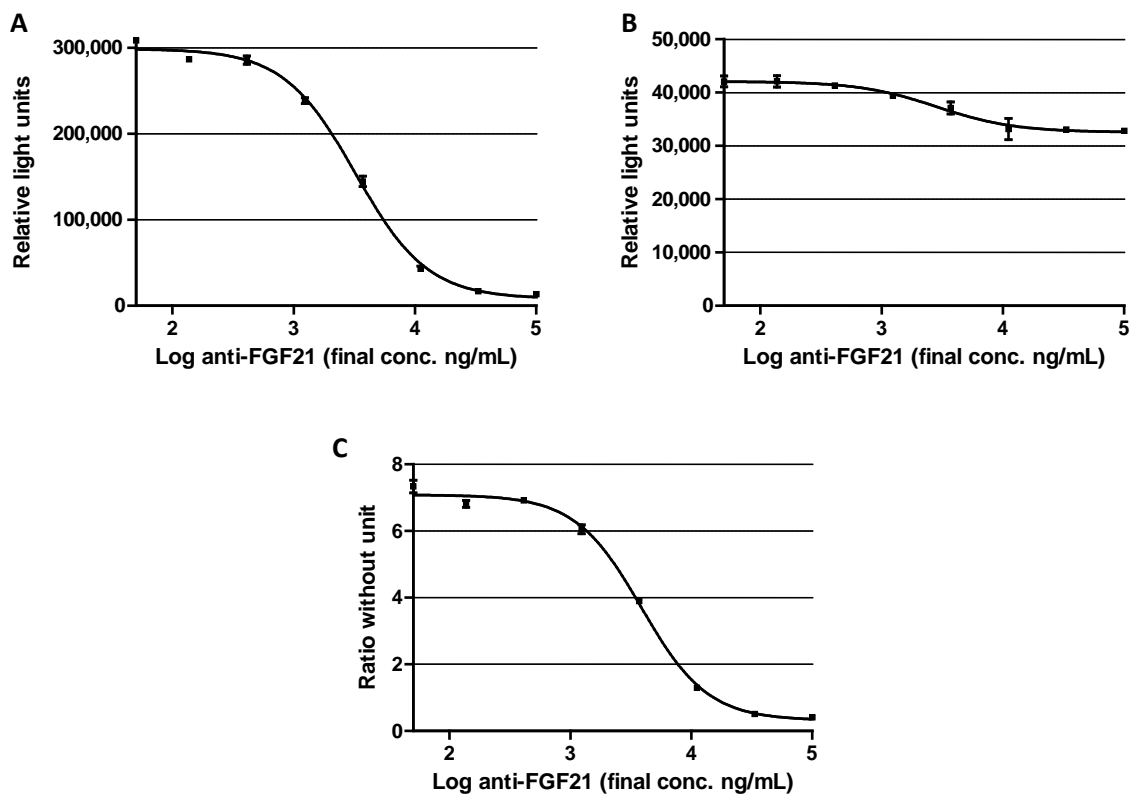 A
Relative light units
300,000
200,000
100,000
0
2 3 4 5
Log anti-FGF21 (final conc. ng/mL)
B
Relative light units
50,000
40,000
30,000
20,000
10,000
0
2 3 4 5
Log anti-FGF21 (final conc. ng/mL)
C
Ratio without unit
8
6
4
2
0
2 3 4 5
Log anti-FGF21 (final conc. ng/mL)